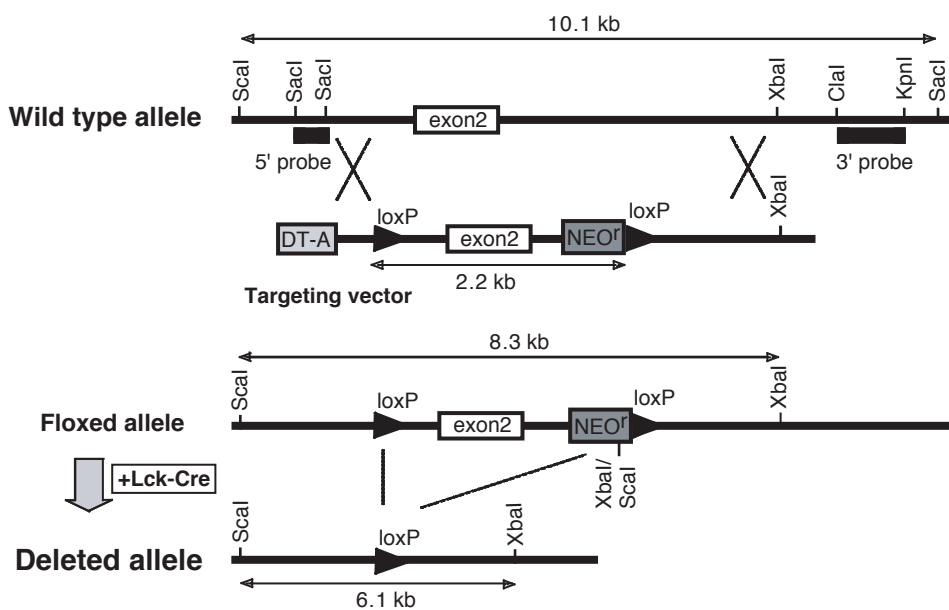 10.1 kb
ScaI
SacI
SacI
XbaI
ClaI
KpnI
SacI
Wild type allele
exon2
5' probe
3' probe
XbaI
loxP
loxP
DT-A
exon2
NEOr
2.2 kb
Targeting vector
8.3 kb
ScaI
loxP
loxP
XbaI
Floxed allele
exon2
NEOr
+Lck-Cre
XbaI/
ScaI
ScaI
loxP
XbaI
Deleted allele
6.1 kb